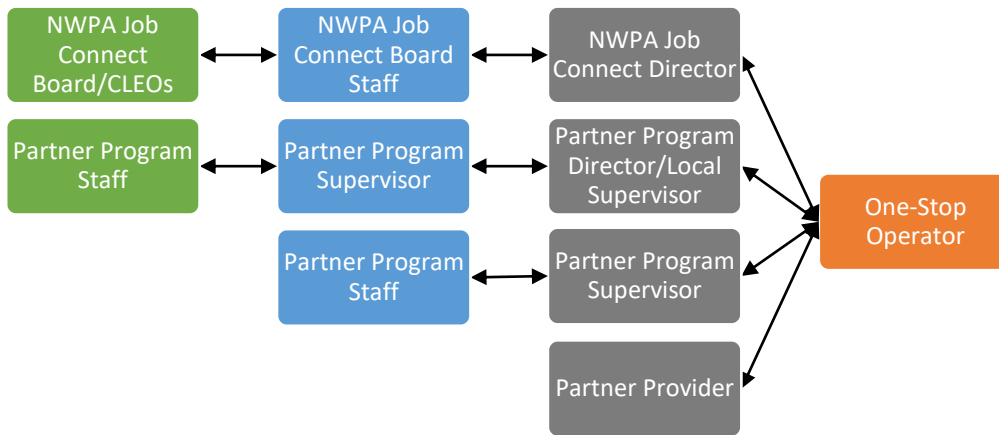 NWPA Job
Connect
Board/CLEOs
NWPA Job
Connect Board
Staff
NWPA Job
Connect Director
Partner Program
Staff
Partner Program
Supervisor
Partner Program
Director/Local
Supervisor
One-Stop
Operator
Partner Program
Staff
Partner Program
Supervisor
Partner Provider